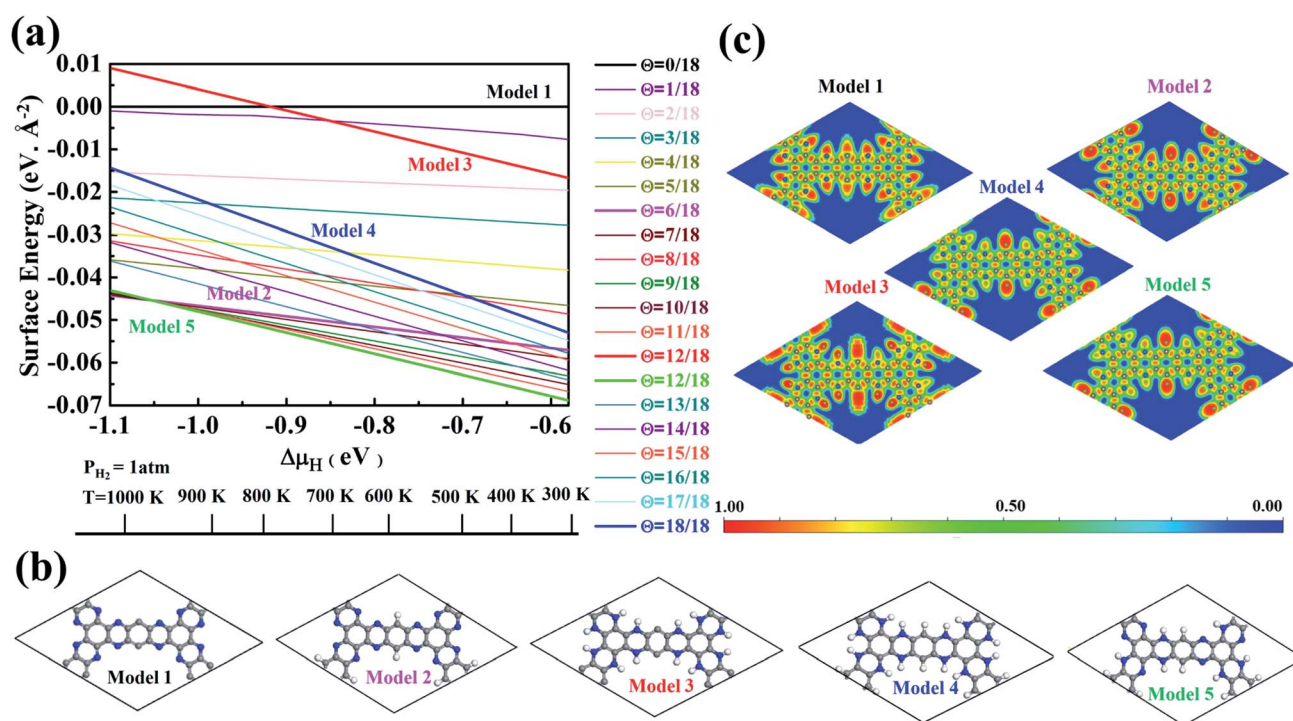 (a)
0.01
0.00
-0.01
-0.02
-0.03
-0.04
-0.05
-0.06
-0.07
Surface Energy (eV. Å⁻²)
Model 1
Model 3
Model 4
Model 2
Model 5
-1.1 -1.0 -0.9 -0.8 -0.7 -0.6
Δμ_H ( eV )
P_H₂ = 1atm
T=1000 K 900 K 800 K 700 K 600 K 500 K 400 K 300 K
Θ=0/18
Θ=1/18
Θ=2/18
Θ=3/18
Θ=4/18
Θ=5/18
Θ=6/18
Θ=7/18
Θ=8/18
Θ=9/18
Θ=10/18
Θ=11/18
Θ=12/18
Θ=12/18
Θ=13/18
Θ=14/18
Θ=15/18
Θ=16/18
Θ=17/18
Θ=18/18
(c)
Model 1 Model 2
Model 4
Model 3 Model 5
1.00 0.50 0.00
(b)
Model 1 Model 2 Model 3 Model 4 Model 5